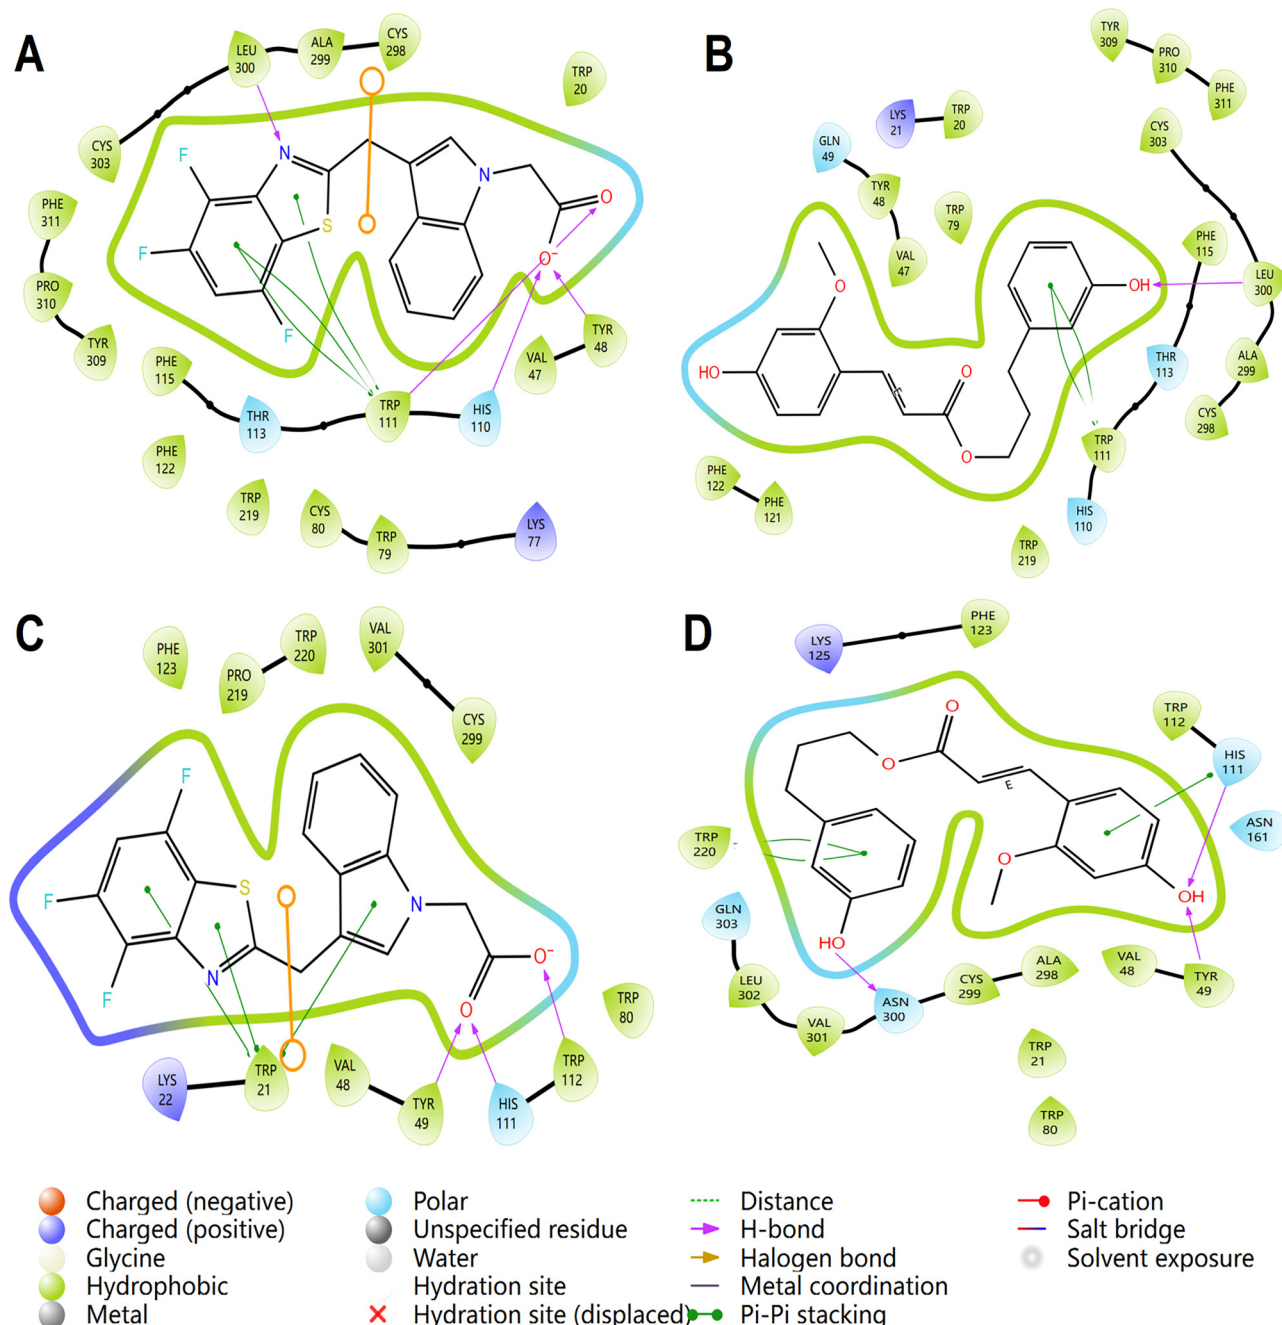 A
LEU
300
ALA
299
CYS
298
TRP
20
CYS
303
F
N
N
O
PHE
311
F
S
O⁻
PRO
310
F
TYR
48
TYR
309
VAL
47
PHE
115
THR
113
TRP
111
HIS
110
PHE
122
TRP
219
CYS
80
TRP
79
LYS
77
B
TYR
309
PRO
310
PHE
311
LYS
21
TRP
20
GLN
49
CYS
303
TYR
48
TRP
79
VAL
47
PHE
115
O
OH
LEU
300
HO
O
E
THR
113
ALA
299
CYS
298
O
TRP
111
PHE
122
PHE
121
HIS
110
TRP
219
C
PHE
123
PRO
219
TRP
220
VAL
301
CYS
299
F
F
S
N
F
N
O⁻
O
TRP
80
LYS
22
TRP
21
VAL
48
TYR
49
HIS
111
TRP
112
D
LYS
125
PHE
123
TRP
112
HIS
111
O
O
E
ASN
161
TRP
220
O
OH
GLN
303
HO
LEU
302
VAL
301
ASN
300
CYS
299
ALA
298
VAL
48
TYR
49
TRP
21
TRP
80
Charged (negative)
Charged (positive)
Glycine
Hydrophobic
Metal
Polar
Unspecified residue
Water
Hydration site
Hydration site (displaced)
Distance
H-bond
Halogen bond
Metal coordination
Pi-Pi stacking
Pi-cation
Salt bridge
Solvent exposure